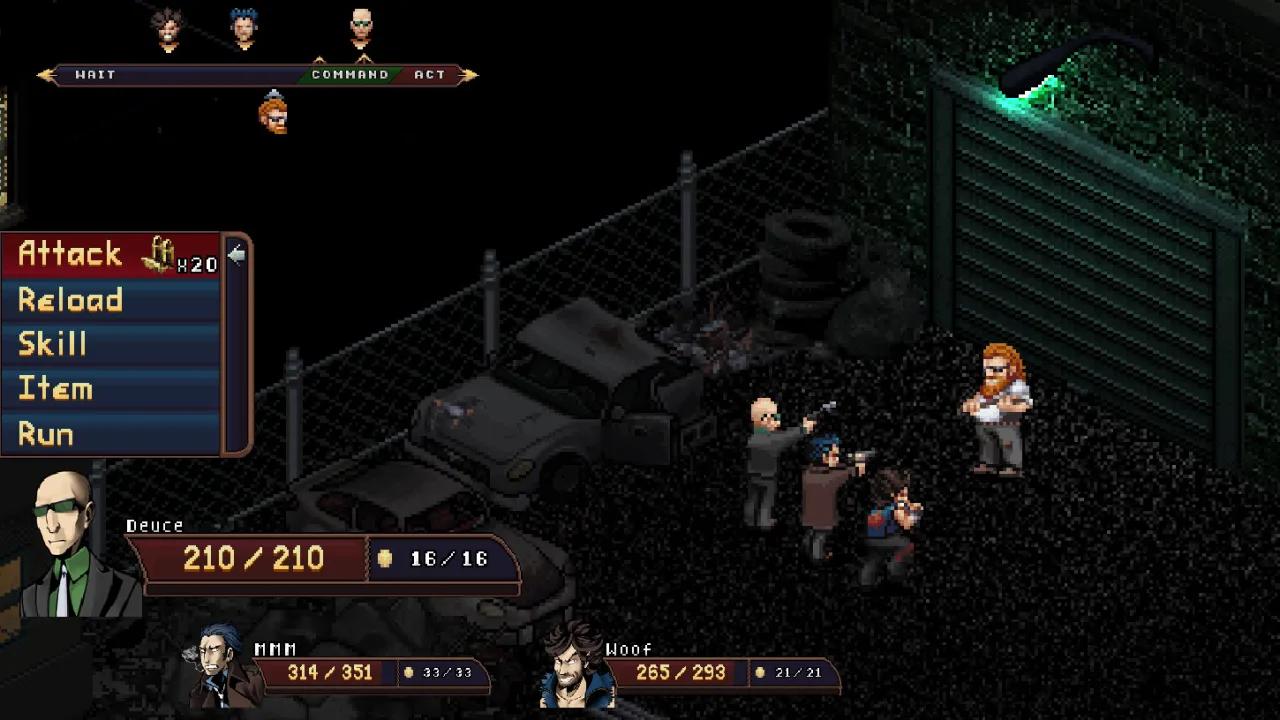 WAIT COMMAND ACT
Attack x20
Reload
Skill
Item
Run
Deuce
210/210 16/16
MMM Woof
314/351 33/33 265/293 21/21